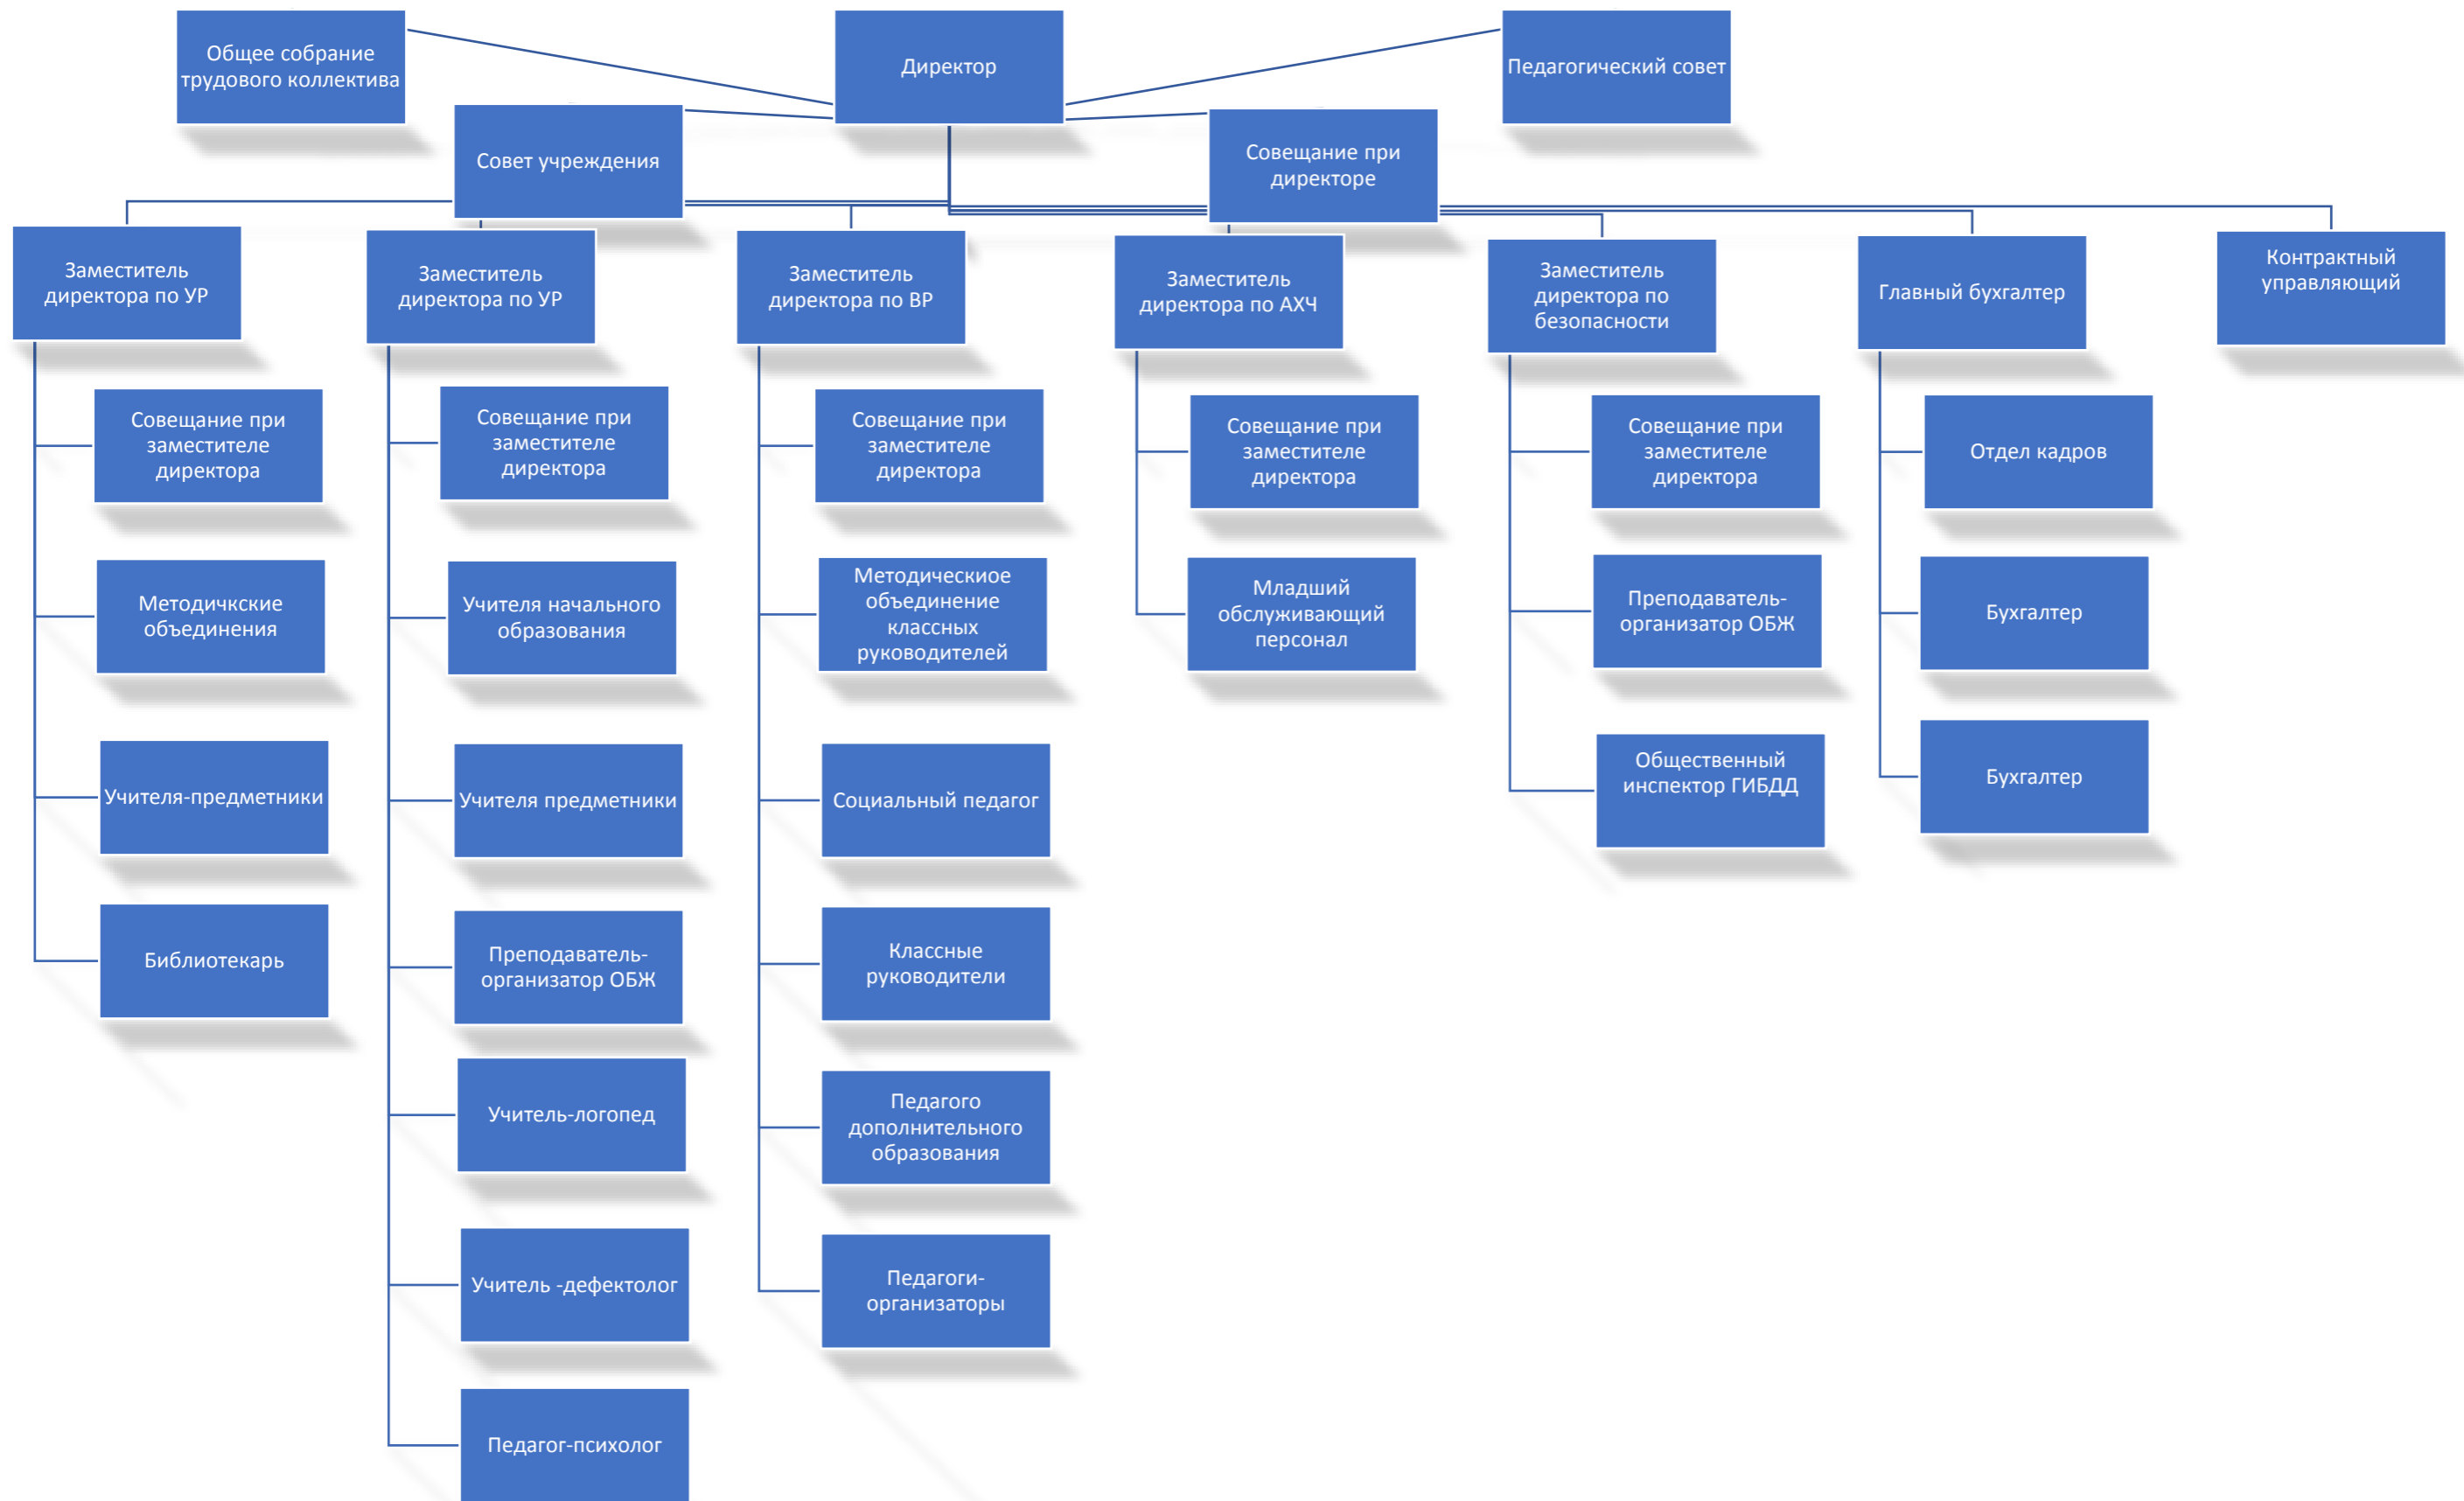 Общее собрание
трудового коллектива
Директор
Педагогический совет
Совет учреждения
Совещание при
директоре
Заместитель
директора по УР
Заместитель
директора по УР
Заместитель
директора по ВР
Заместитель
директора по АХЧ
Заместитель
директора по
безопасности
Главный бухгалтер
Контрактный
управляющий
Совещание при
заместителе
директора
Методичкские
объединения
Учителя-предметники
Библиотекарь
Совещание при
заместителе
директора
Учителя начального
образования
Учителя предметники
Преподаватель-
организатор ОБЖ
Учитель-логопед
Учитель -дефектолог
Педагог-психолог
Совещание при
заместителе
директора
Методическиое
объединение
классных
руководителей
Социальный педагог
Классные
руководители
Педагого
дополнительного
образования
Педагоги-
организаторы
Совещание при
заместителе
директора
Младший
обслуживающий
персонал
Совещание при
заместителе
директора
Преподаватель-
организатор ОБЖ
Общественный
инспектор ГИБДД
Отдел кадров
Бухгалтер
Бухгалтер